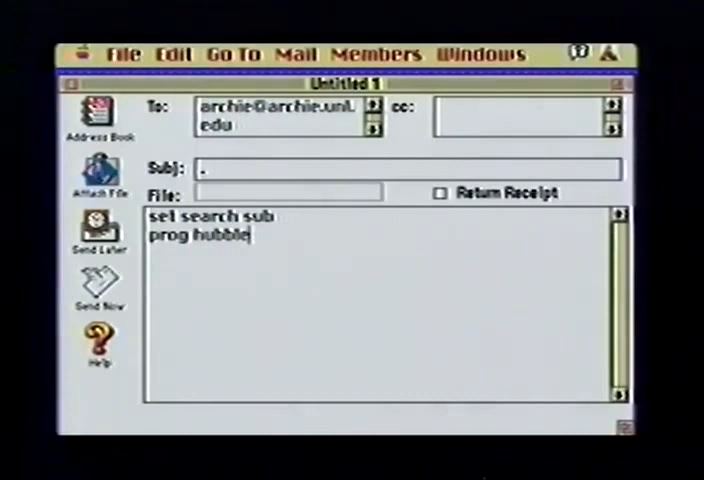 File Edit Go To Mail Members Windows
Untitled 1
To: archie@archie.unl.
edu
cc:
Address Book
Subj: .
Attach File
File:
Return Receipt
set search sub
prog hubble
Send Later
Send Now
Help